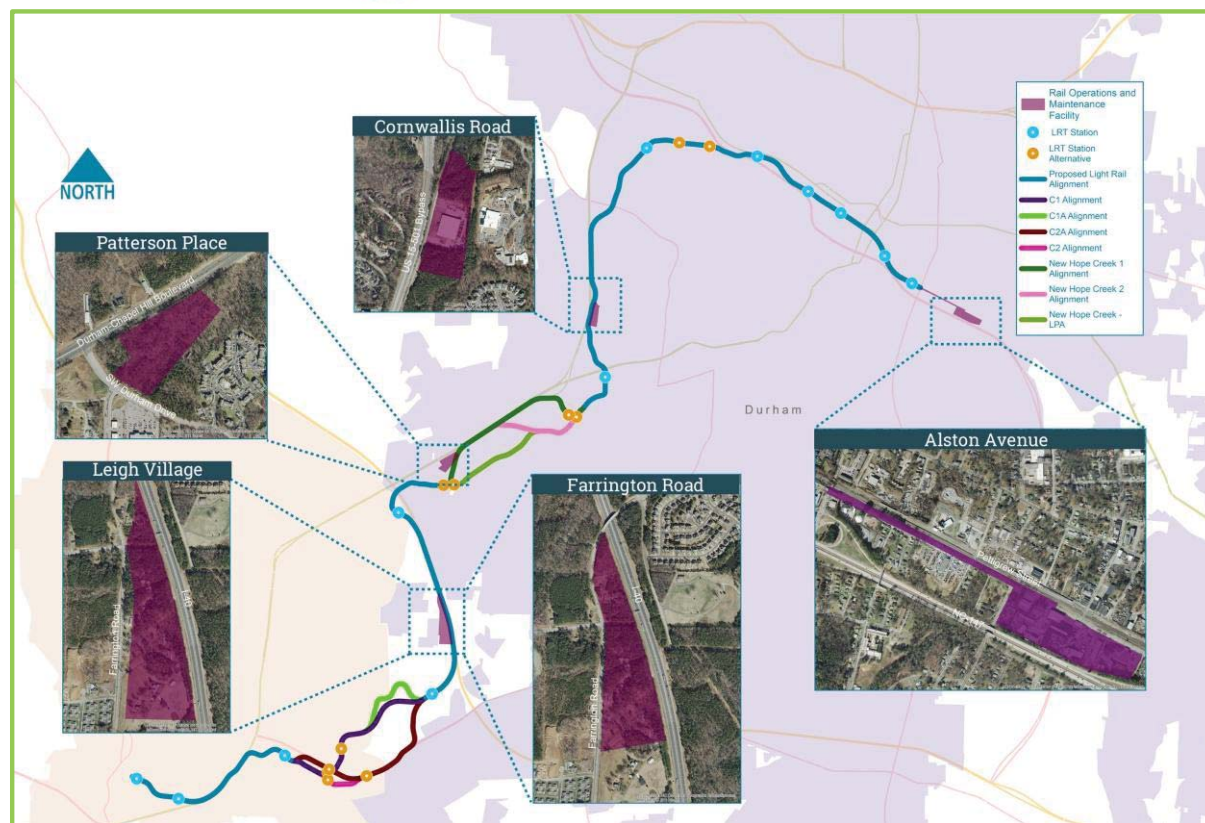 NORTH
Cornwallis Road
US 15-501 Bypass
Patterson Place
Durham-Chapel Hill Boulevard
SW Durham Drive
Leigh Village
Farrington Road
I-40
Farrington Road
I-40
Farrington Road
Durham
Alston Avenue
Pettigrew Street
NC 147
Rail Operations and
Maintenance
Facility
LRT Station
LRT Station
Alternative
Proposed Light Rail
Alignment
C1 Alignment
C1A Alignment
C2A Alignment
C2 Alignment
New Hope Creek 1
Alignment
New Hope Creek 2
Alignment
New Hope Creek -
LPA